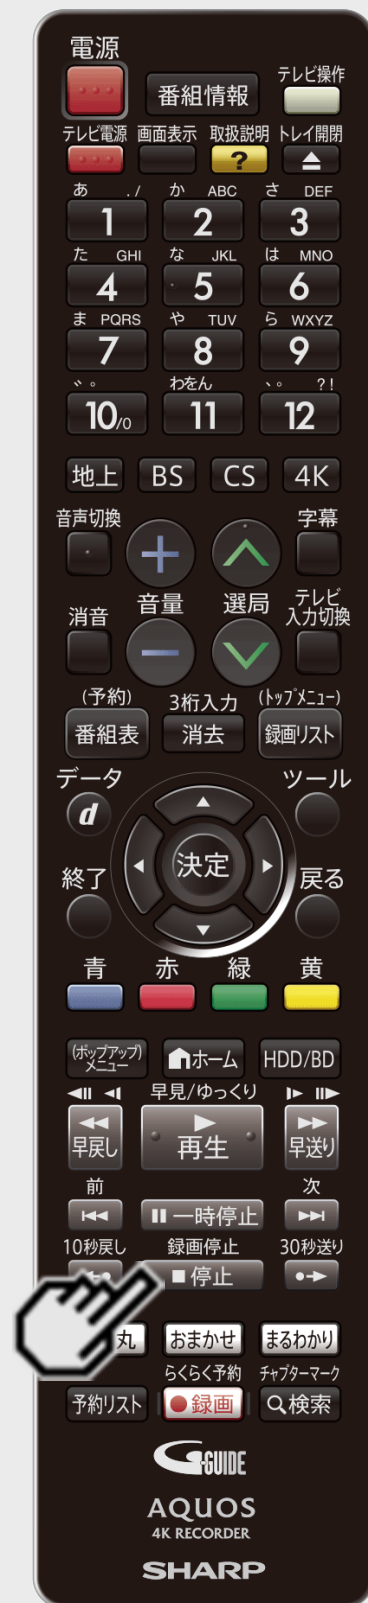 電源
番組情報
テレビ操作
テレビ電源 画面表示 取扱説明 トレイ開閉
?
あ ./ か ABC さ DEF
1 2 3
た GHI な JKL は MNO
4 5 6
ま PQRS や TUV ら WXYZ
7 8 9
゛゜ わをん 、。 ?!
10/0 11 12
地上 BS CS 4K
音声切換 字幕
消音 音量 選局 テレビ
入力切換
(予約) 3桁入力 (トップメニュー)
番組表 消去 録画リスト
データ ツール
d
決定
終了 戻る
青 赤 緑 黄
(ポップアップ)
メニュー ホーム HDD/BD
早見/ゆっくり
早戻し 再生 早送り
前 次
一時停止
10秒戻し 録画停止 30秒送り
停止
丸 おまかせ まるわかり
らくらく予約 チャプターマーク
予約リスト 録画 検索
G-GUIDE
AQUOS
4K RECORDER
SHARP